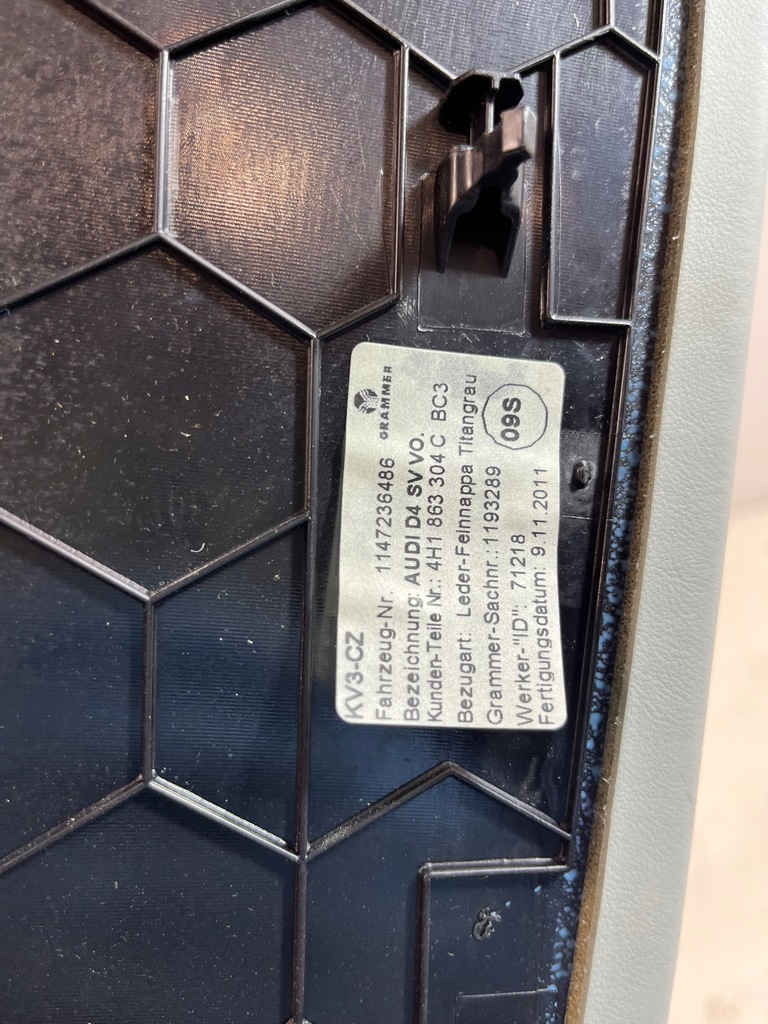 GRAMMER
KV3-CZ
Fahrzeug-Nr. 1147236486
Bezeichnung: AUDI D4 SV VO.
Kunden-Teile Nr.: 4H1 863 304 C BC3
Bezugart: Leder-Feinnappa Titangrau
Grammer-Sachnr.: 1193289
09S
Werker-"ID": 71218
Fertigungsdatum: 9.11.2011